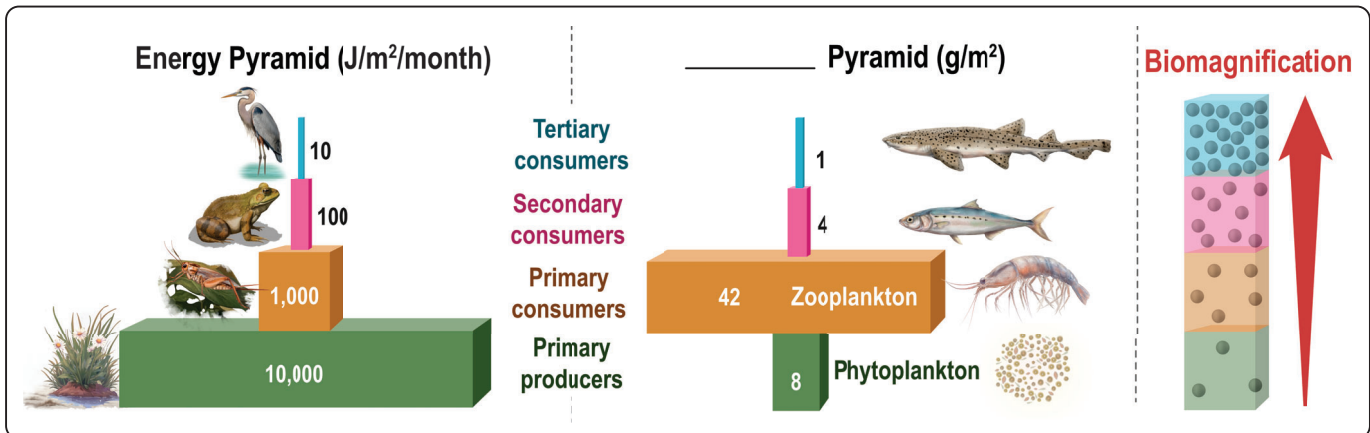 Energy Pyramid (J/m²/month)
10
100
1,000
10,000
Tertiary
consumers
Secondary
consumers
Primary
consumers
Primary
producers
__________ Pyramid (g/m²)
1
4
42 Zooplankton
8 Phytoplankton
Biomagnification